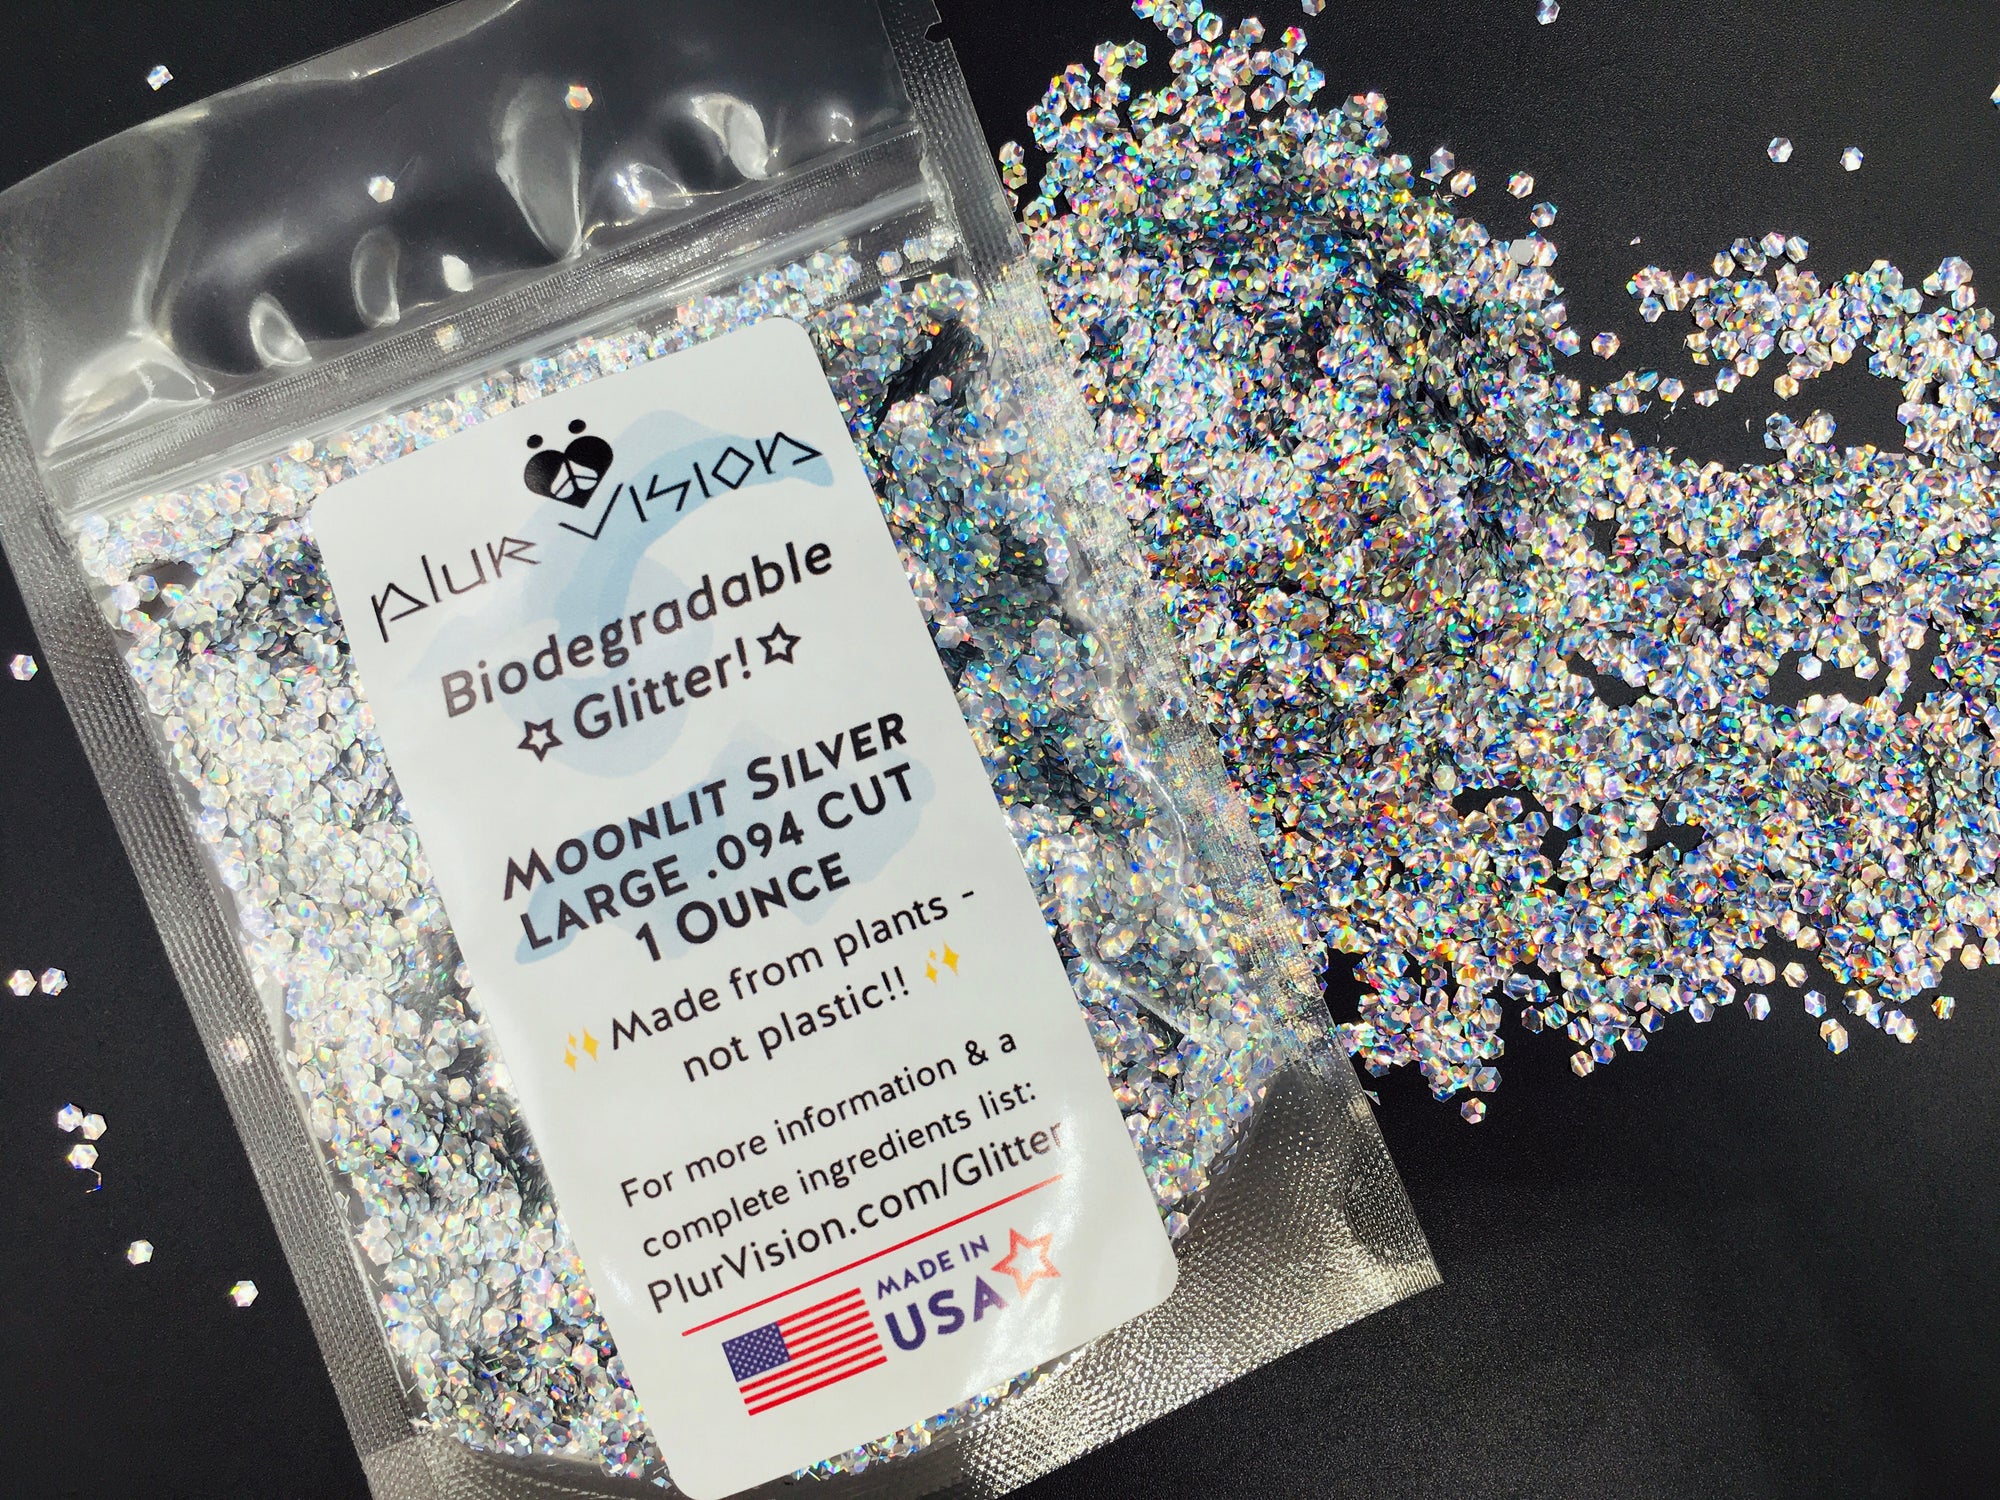 plur Vision
Biodegradable
Glitter!
MOONLIT SILVER
LARGE .094 CUT
1 OUNCE
Made from plants -
not plastic!!
For more information & a
complete ingredients list:
PlurVision.com/Glitter
MADE IN
USA